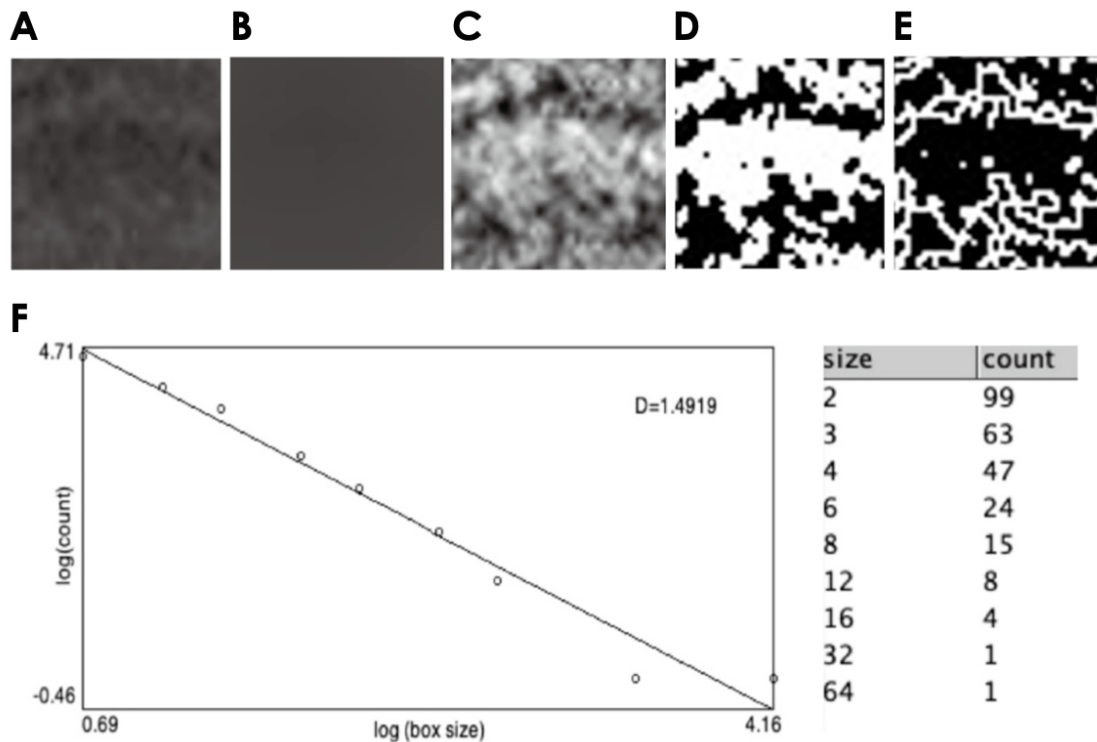 A B C D E
F
4.71
D=1.4919
log(count)
-0.46
0.69
log (box size)
4.16
size count
2 99
3 63
4 47
6 24
8 15
12 8
16 4
32 1
64 1